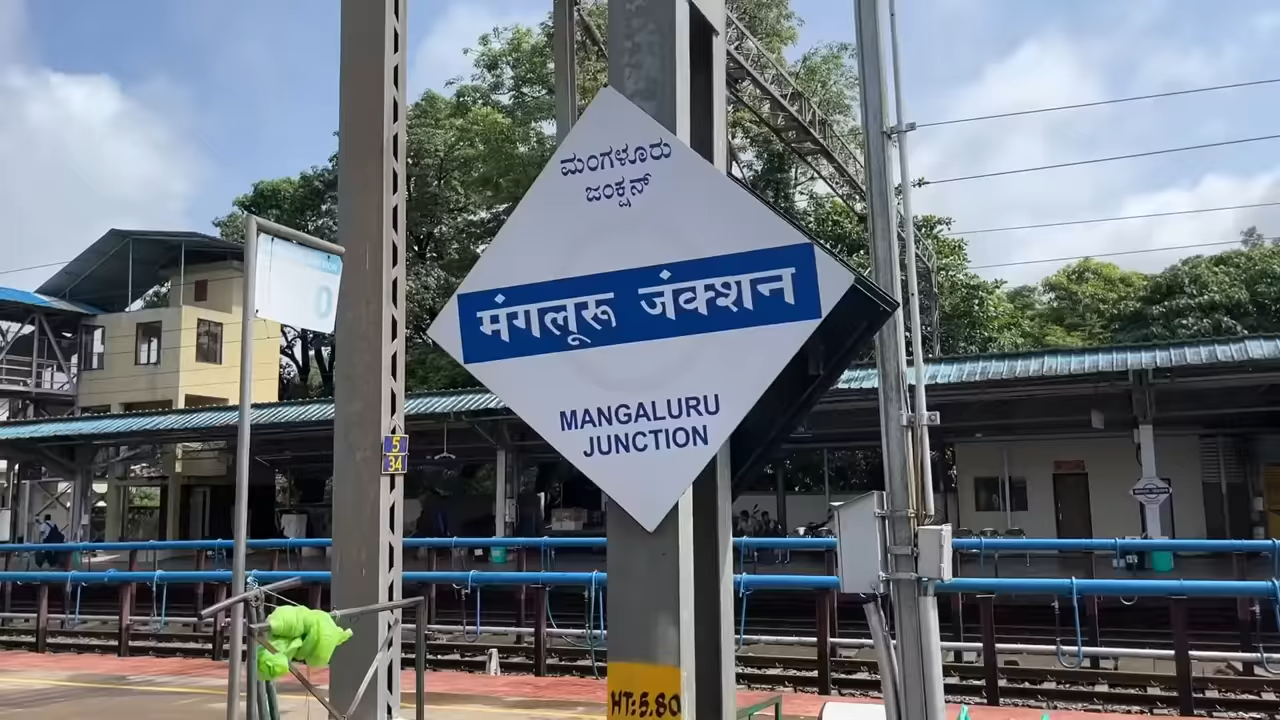 ಮಂಗಳೂರು
ಜಂಕ್ಷನ್
मंगलूरू जंक्शन
MANGALURU
JUNCTION
5
34
HT:5.80